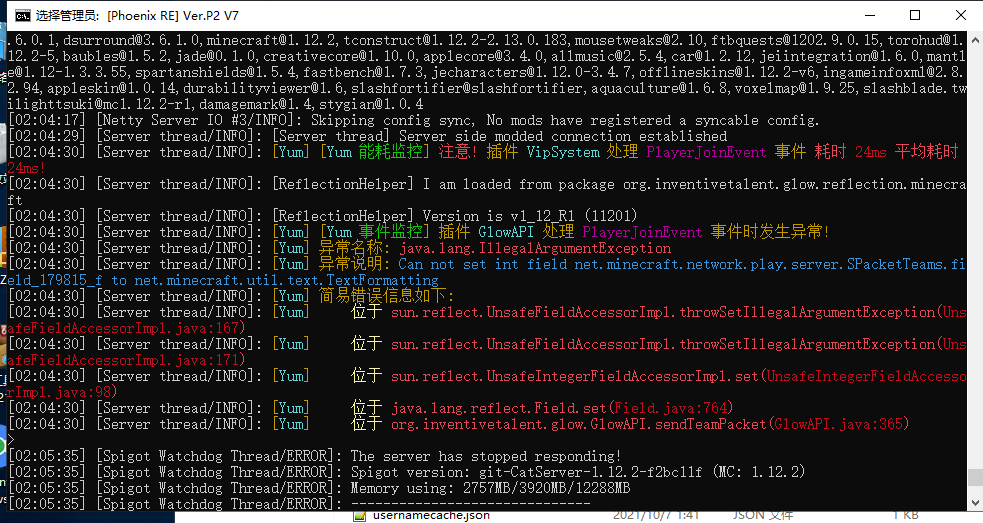 选择管理员: [Phoenix RE] Ver.P2 V7
6.0.1,dsurround@3.6.1.0,minecraft@1.12.2,tconstruct@1.12.2-2.13.0.183,mousetweaks@2.10,ftbquests@1202.9.0.15,torohud@1
.12.2-5,baubles@1.5.2,jade@0.1.0,creativecore@1.10.0,applecore@3.4.0,allmusic@2.5.4,car@1.2.12,jeiintegration@1.6.0,mantl
e@1.12-1.3.3.55,spartanshields@1.5.4,fastbench@1.7.3,jecharacters@1.12.0-3.4.7,offlineskins@1.12.2-v6,ingameinfoxml@2.8.
2.94,appleskin@1.0.14,durabilityviewer@1.6,slashfortifier@slashfortifier,aquaculture@1.6.8,voxelmap@1.9.25,slashblade.tw
ilighttsuki@mc1.12.2-r1,damagemark@1.4,stygian@1.0.4
[02:04:17] [Netty Server IO #3/INFO]: Skipping config sync, No mods have registered a syncable config.
[02:04:29] [Server thread/INFO]: [Server thread] Server side modded connection established
[02:04:30] [Server thread/INFO]: [Yum] [Yum 能耗监控] 注意! 插件 VipSystem 处理 PlayerJoinEvent 事件 耗时 24ms 平均耗时
24ms!
[02:04:30] [Server thread/INFO]: [ReflectionHelper] I am loaded from package org.inventivetalent.glow.reflection.minecra
ft
[02:04:30] [Server thread/INFO]: [ReflectionHelper] Version is v1_12_R1 (11201)
[02:04:30] [Server thread/INFO]: [Yum] [Yum 事件监控] 插件 GlowAPI 处理 PlayerJoinEvent 事件时发生异常!
[02:04:30] [Server thread/INFO]: [Yum] 异常名称: java.lang.IllegalArgumentException
[02:04:30] [Server thread/INFO]: [Yum] 异常说明: Can not set int field net.minecraft.network.play.server.SPacketTeams.fi
eld_179815_f to net.minecraft.util.text.TextFormatting
[02:04:30] [Server thread/INFO]: [Yum] 简易错误信息如下:
[02:04:30] [Server thread/INFO]: [Yum] 位于 sun.reflect.UnsafeFieldAccessorImpl.throwSetIllegalArgumentException(Uns
afeFieldAccessorImpl.java:167)
[02:04:30] [Server thread/INFO]: [Yum] 位于 sun.reflect.UnsafeFieldAccessorImpl.throwSetIllegalArgumentException(Uns
afeFieldAccessorImpl.java:171)
[02:04:30] [Server thread/INFO]: [Yum] 位于 sun.reflect.UnsafeIntegerFieldAccessorImpl.set(UnsafeIntegerFieldAccesso
rImpl.java:98)
[02:04:30] [Server thread/INFO]: [Yum] 位于 java.lang.reflect.Field.set(Field.java:764)
[02:04:30] [Server thread/INFO]: [Yum] 位于 org.inventivetalent.glow.GlowAPI.sendTeamPacket(GlowAPI.java:365)
>
[02:05:35] [Spigot Watchdog Thread/ERROR]: The server has stopped responding!
[02:05:35] [Spigot Watchdog Thread/ERROR]: Spigot version: git-CatServer-1.12.2-f2bc11f (MC: 1.12.2)
[02:05:35] [Spigot Watchdog Thread/ERROR]: Memory using: 2757MB/3920MB/12288MB
[02:05:35] [Spigot Watchdog Thread/ERROR]: ------------------------------
usernamecache.json 2021/10/7 1:41 JSON 文件 1 KB